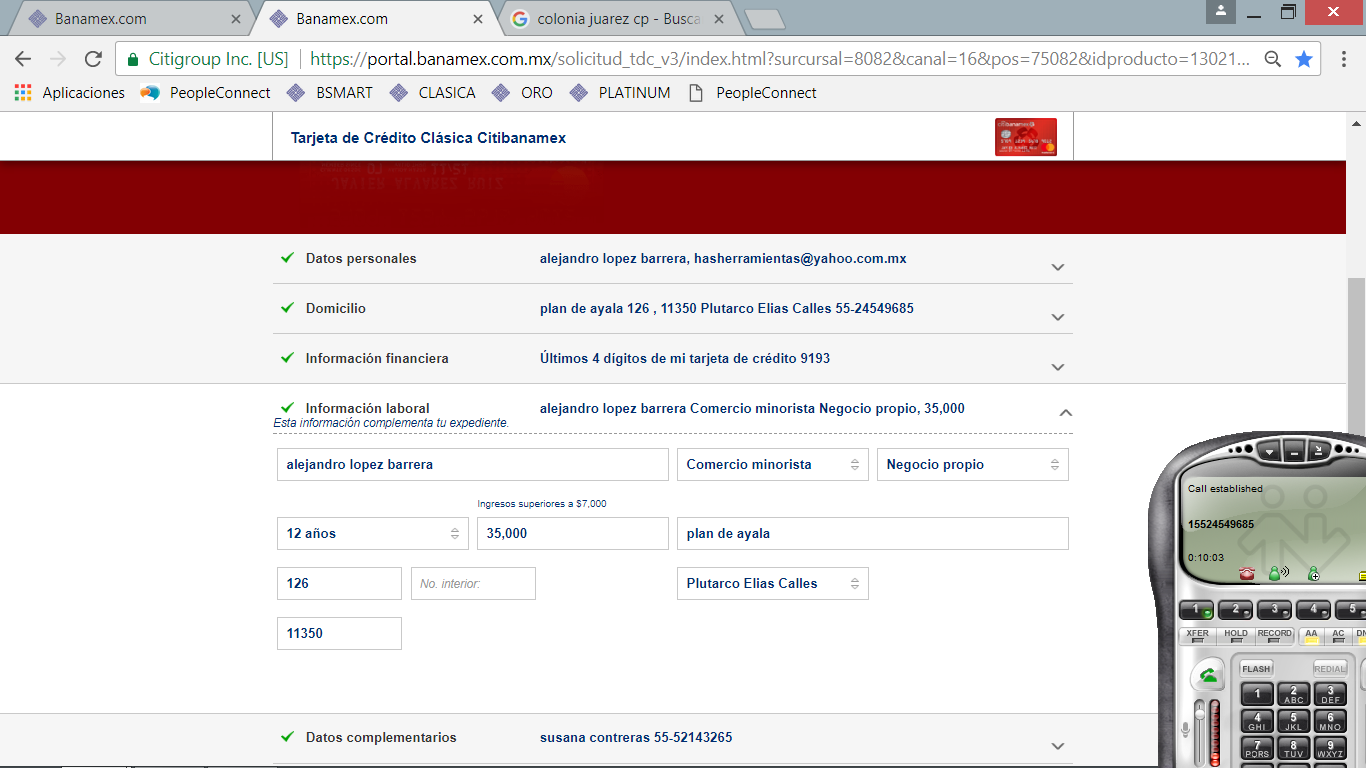 Banamex.com
Banamex.com
colonia juarez cp - Busca
Citigroup Inc. [US]
https://portal.banamex.com.mx/solicitud_tdc_v3/index.html?sursursal=8082&canal=16&pos=75082&idproducto=13021...
Aplicaciones PeopleConnect BSMART CLASICA ORO PLATINUM PeopleConnect
Tarjeta de Crédito Clásica Citibanamex
Datos personales alejandro lopez barrera, hasherramientas@yahoo.com.mx
Domicilio plan de ayala 126 , 11350 Plutarco Elias Calles 55-24549685
Información financiera Últimos 4 dígitos de mi tarjeta de crédito 9193
Información laboral alejandro lopez barrera Comercio minorista Negocio propio, 35,000
Esta información complementa tu expediente.
alejandro lopez barrera Comercio minorista Negocio propio
Ingresos superiores a $7,000
12 años 35,000 plan de ayala
126 No. interior: Plutarco Elias Calles
11350
Datos complementarios susana contreras 55-52143265
Call established
15524549685
0:10:03
1 2 3 4 5
XFER HOLD RECORD AA AC
FLASH REDIAL
1 2 ABC 3 DEF
4 GHI 5 JKL 6 MNO
7 PQRS 8 TUV 9 WXYZ